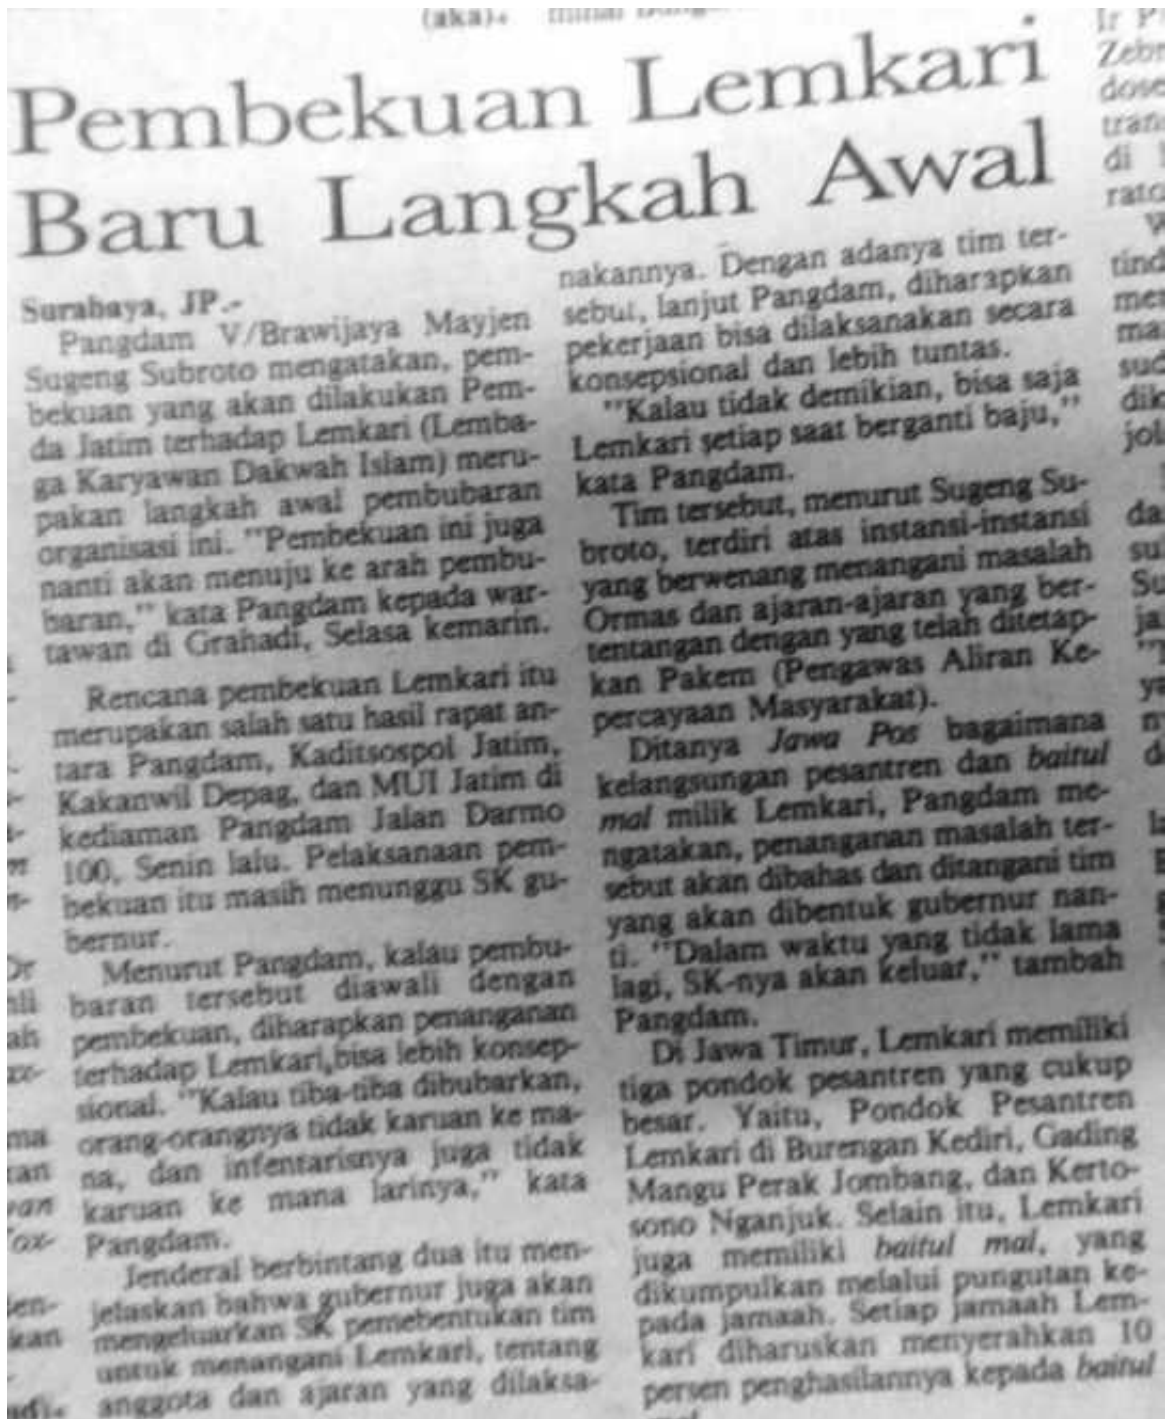 (aka).
Pembekuan Lemkari
Baru Langkah Awal
Surabaya, JP.-
Pangdam V/Brawijaya Mayjen
Sugeng Subroto mengatakan, pem-
bekuan yang akan dilakukan Pem-
da Jatim terhadap Lemkari (Lemba-
ga Karyawan Dakwah Islam) meru-
pakan langkah awal pembubaran
organisasi ini. "Pembekuan ini juga
nanti akan menuju ke arah pembu-
baran," kata Pangdam kepada war-
tawan di Grahadi, Selasa kemarin.
Rencana pembekuan Lemkari itu
merupakan salah satu hasil rapat an-
tara Pangdam, Kaditsospol Jatim,
Kakanwil Depag, dan MUI Jatim di
kediaman Pangdam Jalan Darmo
100, Senin lalu. Pelaksanaan pem-
bekuan itu masih menunggu SK gu-
bernur.
Menurut Pangdam, kalau pembu-
baran tersebut diawali dengan
pembekuan, diharapkan penanganan
terhadap Lemkari bisa lebih konsep-
sional. "Kalau tiba-tiba dibubarkan,
orang-orangnya tidak karuan ke ma-
na, dan infentarisnya juga tidak
karuan ke mana larinya," kata
Pangdam.
Jenderal berbintang dua itu men-
jelaskan bahwa gubernur juga akan
mengeluarkan SK pemebentukan tim
untuk menangani Lemkari, tentang
anggota dan ajaran yang dilaksa-
nakannya. Dengan adanya tim ter-
sebut, lanjut Pangdam, diharapkan
pekerjaan bisa dilaksanakan secara
konsepsional dan lebih tuntas.
"Kalau tidak demikian, bisa saja
Lemkari setiap saat berganti baju,"
kata Pangdam.
Tim tersebut, menurut Sugeng Su-
broto, terdiri atas instansi-instansi
yang berwenang menangani masalah
Ormas dan ajaran-ajaran yang ber-
tentangan dengan yang telah ditetap-
kan Pakem (Pengawas Aliran Ke-
percayaan Masyarakat).
Ditanya Jawa Pos bagaimana
kelangsungan pesantren dan baitul
mal milik Lemkari, Pangdam me-
ngatakan, penanganan masalah ter-
sebut akan dibahas dan ditangani tim
yang akan dibentuk gubernur nan-
ti. "Dalam waktu yang tidak lama
lagi, SK-nya akan keluar," tambah
Pangdam.
Di Jawa Timur, Lemkari memiliki
tiga pondok pesantren yang cukup
besar. Yaitu, Pondok Pesantren
Lemkari di Burengan Kediri, Gading
Mangu Perak Jombang, dan Kerto-
sono Nganjuk. Selain itu, Lemkari
juga memiliki baitul mal, yang
dikumpulkan melalui pungutan ke-
pada jamaah. Setiap jamaah Lem-
kari diharuskan menyerahkan 10
persen penghasilannya kepada baitul